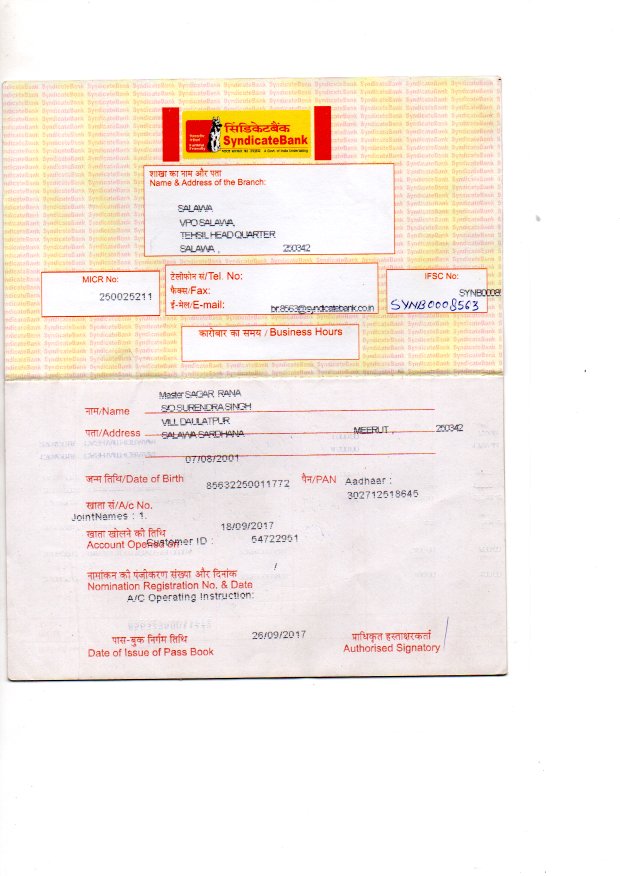 सिंडिकेटबैंक
SyndicateBank
शाखा का नाम और पता
Name & Address of the Branch:
SALAWA
VPO SALAWA,
TEHSIL HEAD QUARTER
SALAWA , 250342
MICR No:
250025211
टेलीफोन सं/Tel. No:
फैक्स/Fax:
ई-मेल/E-mail: br.8563@syndicatebank.co.in
IFSC No:
SYNB0008
SYNB0008563
कारोबार का समय / Business Hours
Master SAGAR RANA
नाम/Name S/O SURENDRA SINGH
VILL DAULATPUR
पता/Address SALAWA SARDHANA MEERUT , 250342
07/08/2001
जन्म तिथि/Date of Birth 85632250011772 पैन/PAN Aadhaar :
302712518645
खाता सं/A/c No.
JointNames : 1.
18/09/2017
खाता खोलने की तिथि
Account Opened on Customer ID : 54722951
/
नामांकन की पंजीकरण संख्या और दिनांक
Nomination Registration No. & Date
A/C Operating Instruction:
पास-बुक निर्गम तिथि 26/09/2017 प्राधिकृत हस्ताक्षरकर्ता
Date of Issue of Pass Book Authorised Signatory